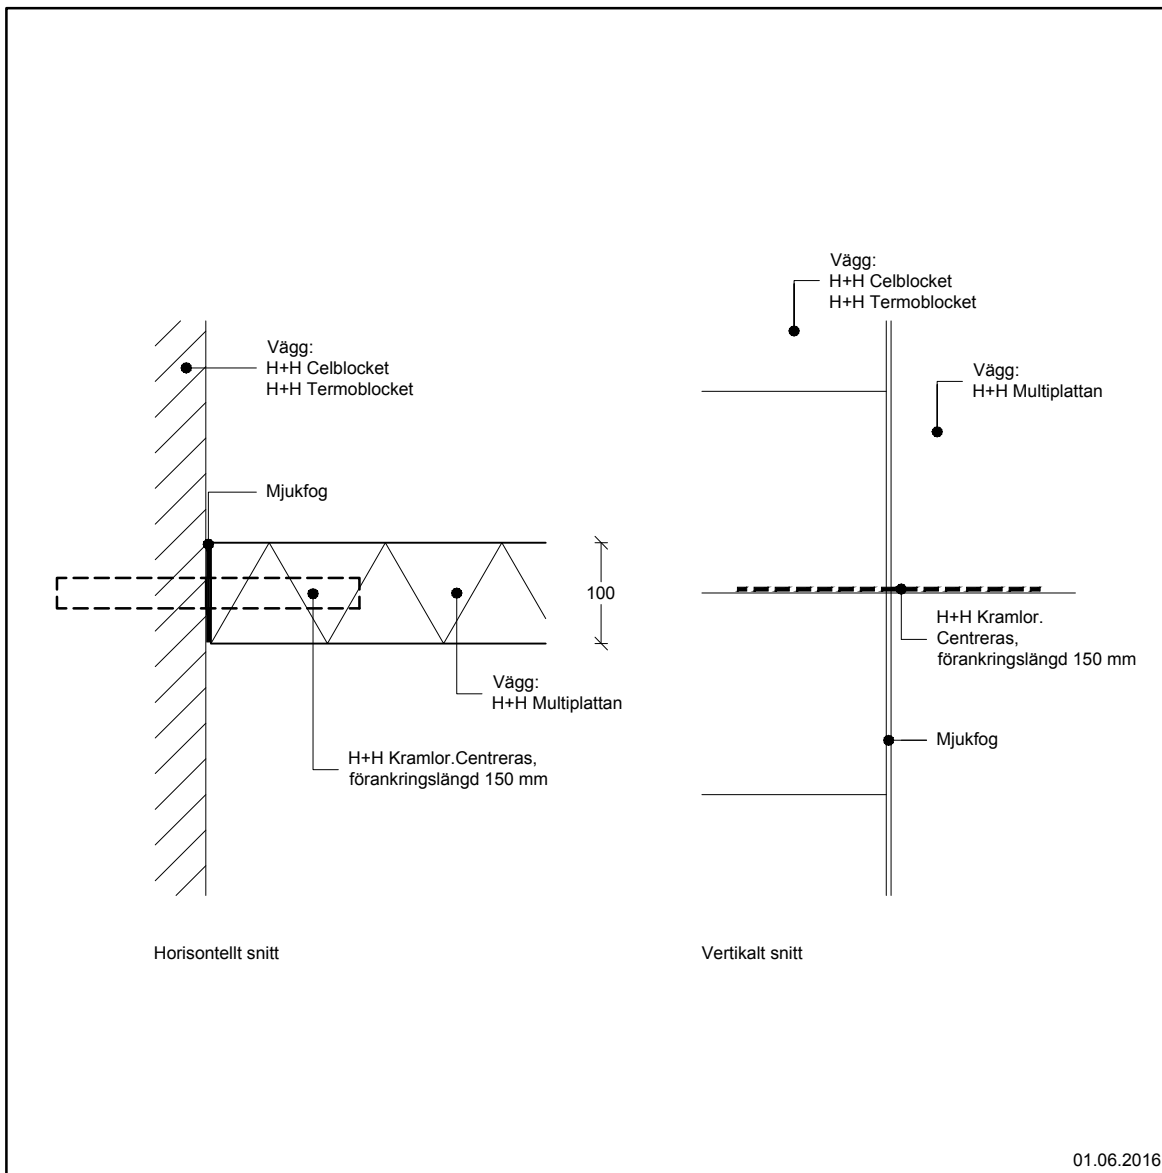 Vägg:
H+H Celblocket
H+H Termoblocket
Mjukfog
100
Vägg:
H+H Multiplattan
H+H Kramlor.Centreras,
förankringslängd 150 mm
Horisontellt snitt
Vägg:
H+H Celblocket
H+H Termoblocket
Vägg:
H+H Multiplattan
H+H Kramlor.
Centreras,
förankringslängd 150 mm
Mjukfog
Vertikalt snitt
01.06.2016